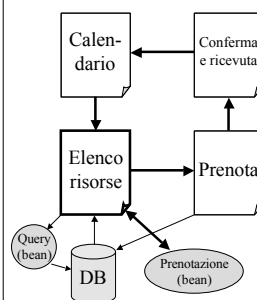 Calen-
dario
Conferma
e ricevuta
Elenco
risorse
Prenota
Query
(bean)
DB
Prenotazione
(bean)